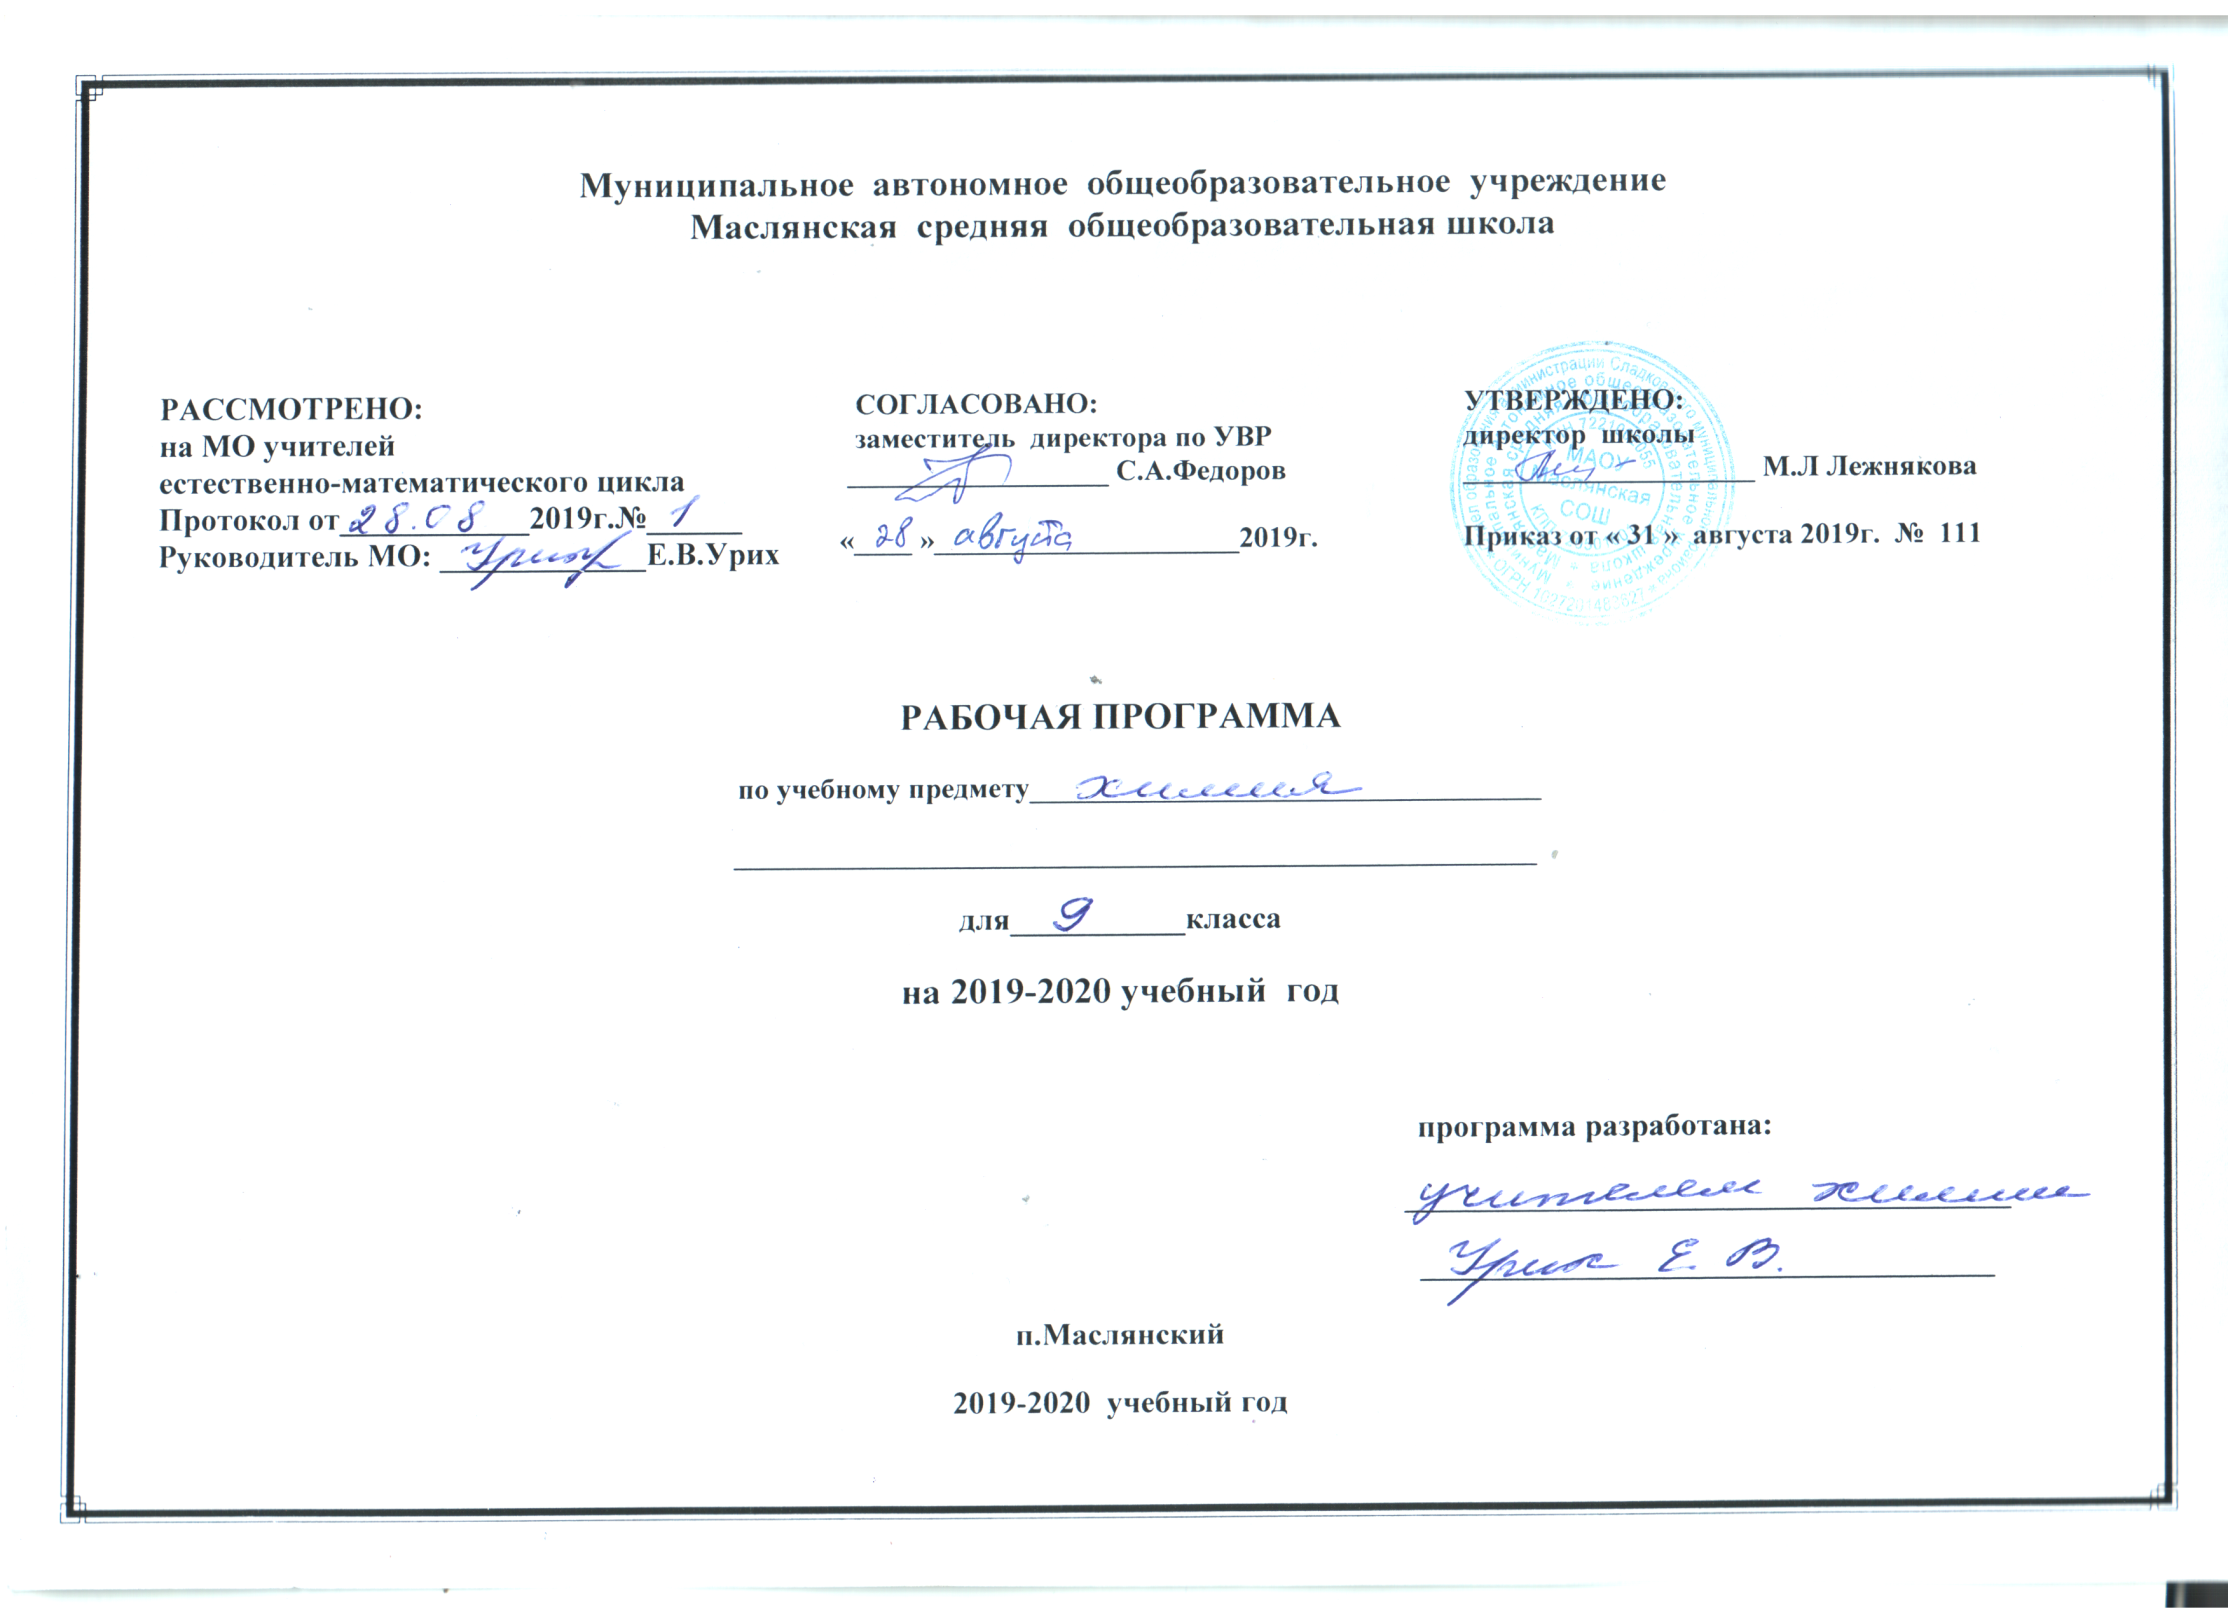 Муниципальное автономное общеобразовательное учреждение
Маслянская средняя общеобразовательная школа
РАССМОТРЕНО:
на МО учителей
естественно-математического цикла
Протокол от 28.08 2019г.№ 1
Руководитель МО: Урих Е.В.Урих
СОГЛАСОВАНО:
заместитель директора по УВР
С.А.Федоров
« 28 » августа 2019г.
УТВЕРЖДЕНО:
директор школы
М.Л Лежнякова
Приказ от « 31 » августа 2019г. № 111
МАОУ
Маслянская
СОШ
РАБОЧАЯ ПРОГРАММА
по учебному предмету химия
для 9 класса
на 2019-2020 учебный год
программа разработана:
учителем химии
Урих Е. В.
п.Маслянский
2019-2020 учебный год